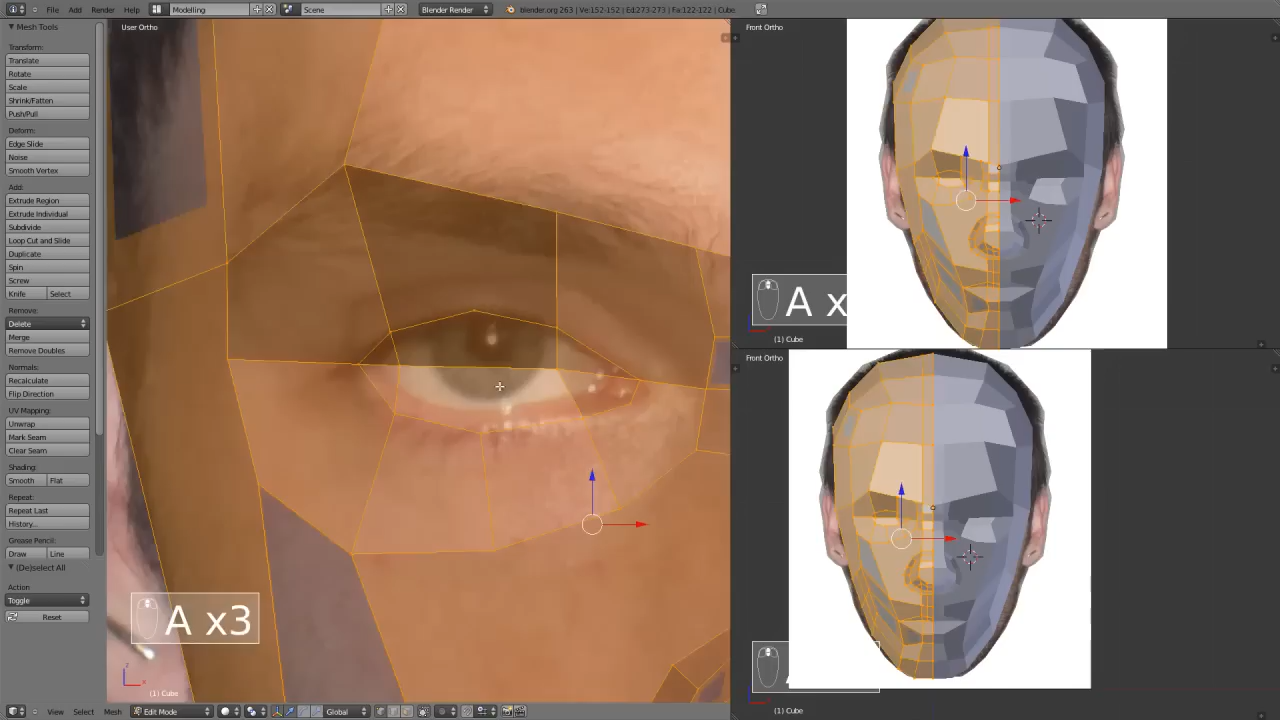 File Add Render Help Modelling Scene Blender Render blender.org 263 | Ve:152-152 | Ed:273-273 | Fa:122-122 | Cube
Mesh Tools
Transform:
Translate
Rotate
Scale
Shrink/Fatten
Push/Pull
Deform:
Edge Slide
Noise
Smooth Vertex
Add:
Extrude Region
Extrude Individual
Subdivide
Loop Cut and Slide
Duplicate
Spin
Screw
Knife Select
Remove:
Delete
Merge
Remove Doubles
Normals:
Recalculate
Flip Direction
UV Mapping:
Unwrap
Mark Seam
Clear Seam
Shading:
Smooth Flat
Repeat:
Repeat Last
History...
Grease Pencil:
Draw Line
(De)select All
Action
Toggle
Reset
User Ortho
A x3
(1) Cube
Front Ortho
A x
(1) Cube
Front Ortho
(1) Cube
View Select Mesh Edit Mode Global